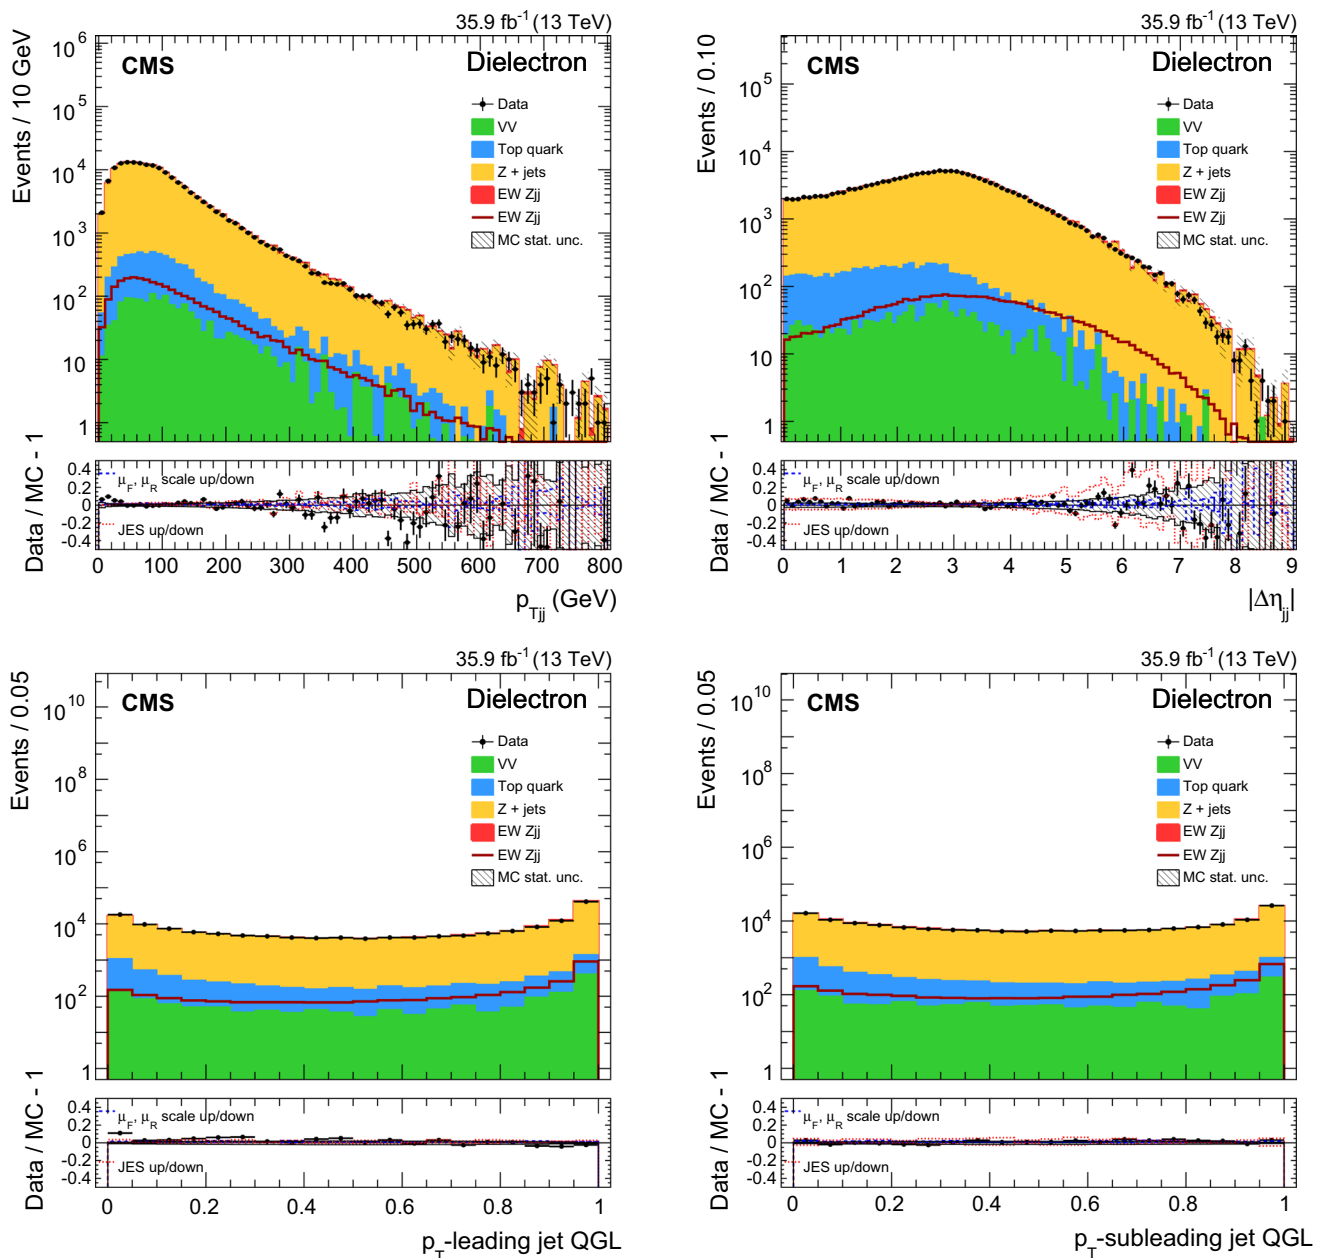 35.9 fb⁻¹ (13 TeV)
CMS
Dielectron
Events / 10 GeV
10⁶
10⁵
10⁴
10³
10²
10
1
Data
VV
Top quark
Z + jets
EW Zjj
EW Zjj
MC stat. unc.
Data / MC - 1
0.4
0.2
0
-0.2
-0.4
μF, μR scale up/down
JES up/down
0 100 200 300 400 500 600 700 800
pTjj (GeV)
35.9 fb⁻¹ (13 TeV)
CMS
Dielectron
Events / 0.10
10⁵
10⁴
10³
10²
10
1
Data
VV
Top quark
Z + jets
EW Zjj
EW Zjj
MC stat. unc.
Data / MC - 1
0.4
0.2
0
-0.2
-0.4
μF, μR scale up/down
JES up/down
0 1 2 3 4 5 6 7 8 9
|Δηjj|
35.9 fb⁻¹ (13 TeV)
CMS
Dielectron
Events / 0.05
10¹⁰
10⁸
10⁶
10⁴
10²
1
Data
VV
Top quark
Z + jets
EW Zjj
EW Zjj
MC stat. unc.
Data / MC - 1
0.4
0.2
0
-0.2
-0.4
μF, μR scale up/down
JES up/down
0 0.2 0.4 0.6 0.8 1
pT-leading jet QGL
35.9 fb⁻¹ (13 TeV)
CMS
Dielectron
Events / 0.05
10¹⁰
10⁸
10⁶
10⁴
10²
1
Data
VV
Top quark
Z + jets
EW Zjj
EW Zjj
MC stat. unc.
Data / MC - 1
0.4
0.2
0
-0.2
-0.4
μF, μR scale up/down
JES up/down
0 0.2 0.4 0.6 0.8 1
pT-subleading jet QGL